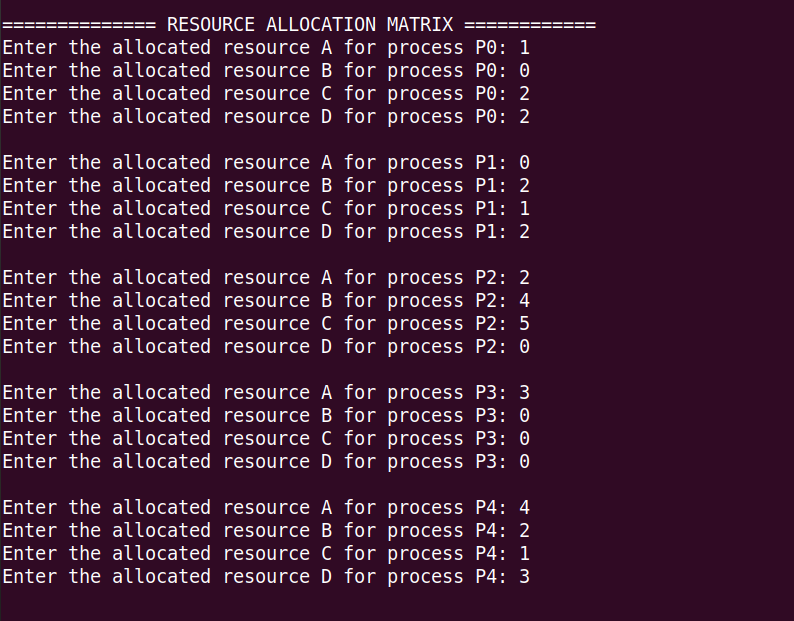 ============== RESOURCE ALLOCATION MATRIX ============
Enter the allocated resource A for process P0: 1
Enter the allocated resource B for process P0: 0
Enter the allocated resource C for process P0: 2
Enter the allocated resource D for process P0: 2
Enter the allocated resource A for process P1: 0
Enter the allocated resource B for process P1: 2
Enter the allocated resource C for process P1: 1
Enter the allocated resource D for process P1: 2
Enter the allocated resource A for process P2: 2
Enter the allocated resource B for process P2: 4
Enter the allocated resource C for process P2: 5
Enter the allocated resource D for process P2: 0
Enter the allocated resource A for process P3: 3
Enter the allocated resource B for process P3: 0
Enter the allocated resource C for process P3: 0
Enter the allocated resource D for process P3: 0
Enter the allocated resource A for process P4: 4
Enter the allocated resource B for process P4: 2
Enter the allocated resource C for process P4: 1
Enter the allocated resource D for process P4: 3